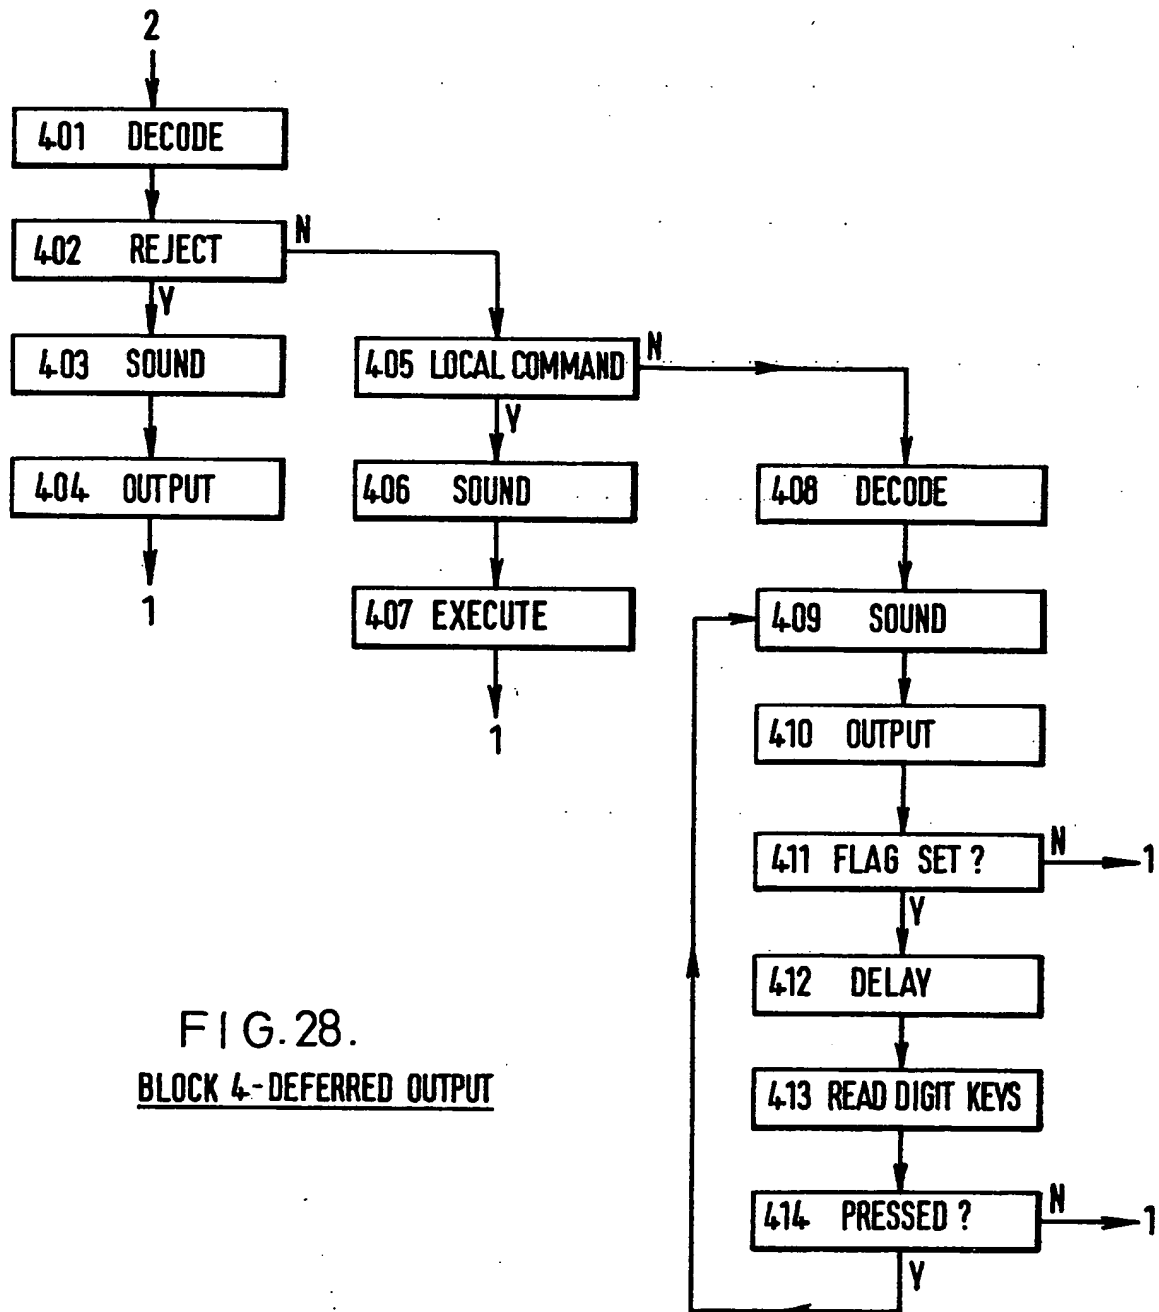 2
401 DECODE
402 REJECT
N
Y
403 SOUND
404 OUTPUT
1
405 LOCAL COMMAND
N
Y
406 SOUND
407 EXECUTE
1
408 DECODE
409 SOUND
410 OUTPUT
411 FLAG SET ?
N
1
Y
412 DELAY
413 READ DIGIT KEYS
414 PRESSED ?
N
1
Y
FIG.28.
BLOCK 4-DEFERRED OUTPUT